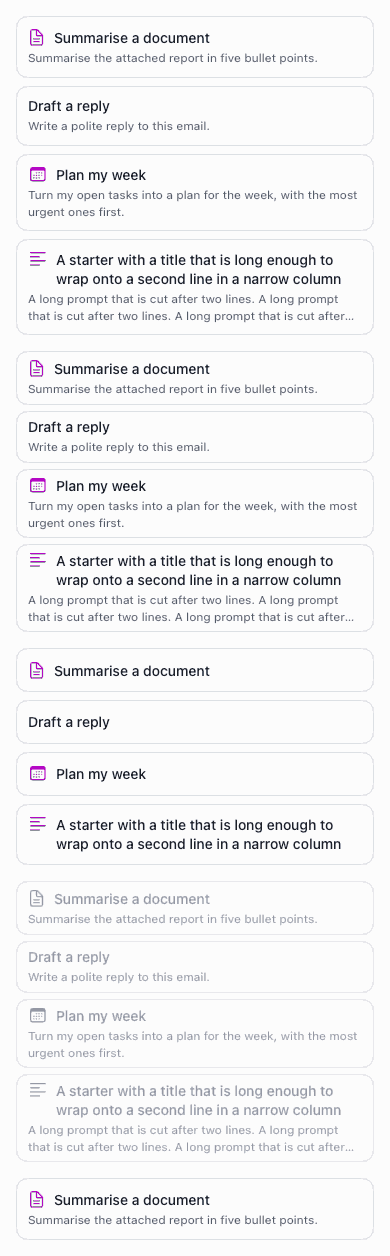 Summarise a document
Summarise the attached report in five bullet points.
Draft a reply
Write a polite reply to this email.
Plan my week
Turn my open tasks into a plan for the week, with the most
urgent ones first.
A starter with a title that is long enough to
wrap onto a second line in a narrow column
A long prompt that is cut after two lines. A long prompt
that is cut after two lines. A long prompt that is cut after...
Summarise a document
Summarise the attached report in five bullet points.
Draft a reply
Write a polite reply to this email.
Plan my week
Turn my open tasks into a plan for the week, with the most
urgent ones first.
A starter with a title that is long enough to
wrap onto a second line in a narrow column
A long prompt that is cut after two lines. A long prompt
that is cut after two lines. A long prompt that is cut after...
Summarise a document
Draft a reply
Plan my week
A starter with a title that is long enough to
wrap onto a second line in a narrow column
Summarise a document
Summarise the attached report in five bullet points.
Draft a reply
Write a polite reply to this email.
Plan my week
Turn my open tasks into a plan for the week, with the most
urgent ones first.
A starter with a title that is long enough to
wrap onto a second line in a narrow column
A long prompt that is cut after two lines. A long prompt
that is cut after two lines. A long prompt that is cut after...
Summarise a document
Summarise the attached report in five bullet points.